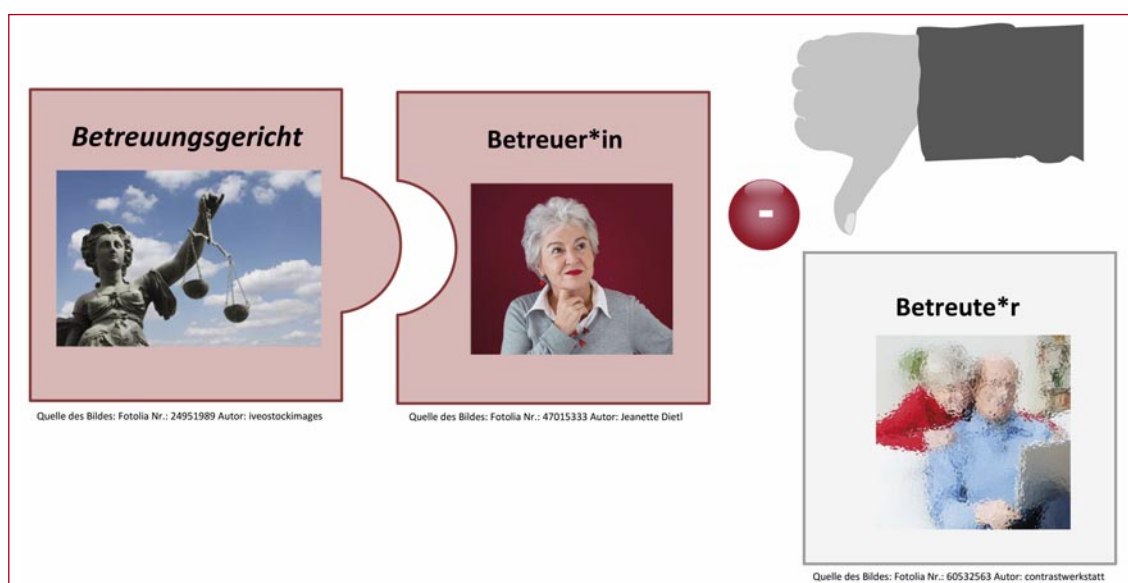 Betreuungsgericht
Betreuer*in
-
Betreute*r
Quelle des Bildes: Fotolia Nr.: 24951989 Autor: iveostockimages
Quelle des Bildes: Fotolia Nr.: 47015333 Autor: Jeanette Dietl
Quelle des Bildes: Fotolia Nr.: 60532563 Autor: contrastwerkstatt